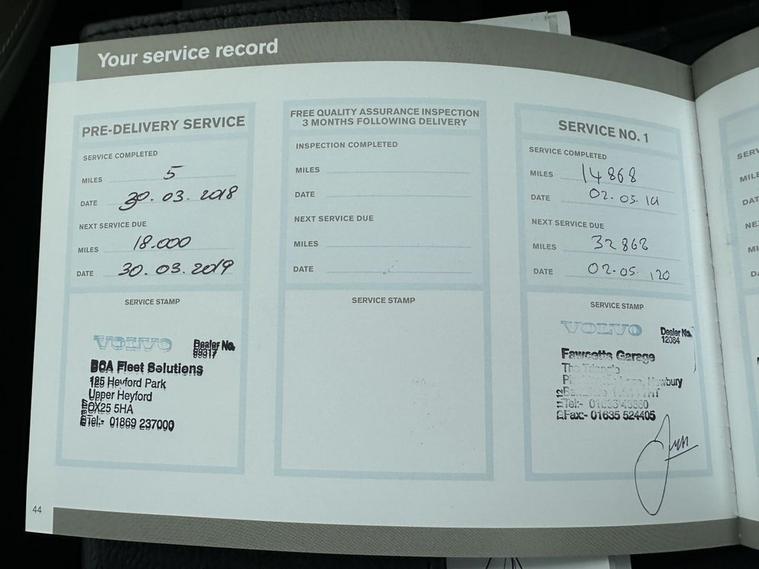 Your service record
PRE-DELIVERY SERVICE
SERVICE COMPLETED
MILES 5
DATE 30.03.2018
NEXT SERVICE DUE
MILES 18.000
DATE 30.03.2019
SERVICE STAMP
VOLVO
Dealer No.
BCA Fleet Solutions
125 Heyford Park
Upper Heyford
OX25 5HA
Tel:- 01869 237000
FREE QUALITY ASSURANCE INSPECTION
3 MONTHS FOLLOWING DELIVERY
INSPECTION COMPLETED
MILES
DATE
NEXT SERVICE DUE
MILES
DATE
SERVICE STAMP
SERVICE NO. 1
SERVICE COMPLETED
MILES 14868
DATE 02.05.19
NEXT SERVICE DUE
MILES 32868
DATE 02.05.20
SERVICE STAMP
VOLVO
Dealer No.
12084
Fawcetts Garage
The Triangle
Newbury
Tel:-
Fax:- 01635 524405
44